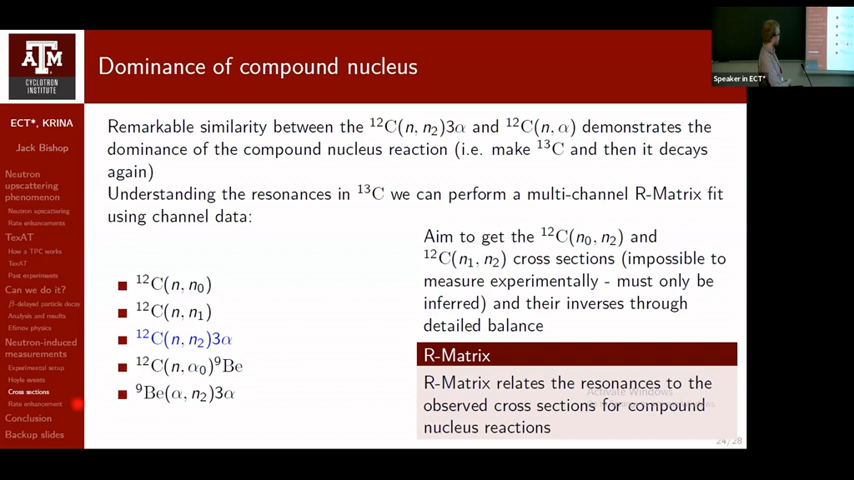 ĀM
CYCLOTRON
INSTITUTE
ECT*, KRINA
Jack Bishop
Neutron
upscattering
phenomenon
Neutron upscattering
Rate enhancements
TexAT
How a TPC works
TexAT
Past experiments
Can we do it?
β-delayed particle decay
Analysis and results
Efimov physics
Neutron-induced
measurements
Experimental setup
Hoyle events
Cross sections
Rate enhancement
Conclusion
Backup slides
Dominance of compound nucleus
Speaker in ECT*
Remarkable similarity between the ¹²C(n, n₂)3α and ¹²C(n, α) demonstrates the
dominance of the compound nucleus reaction (i.e. make ¹³C and then it decays
again)
Understanding the resonances in ¹³C we can perform a multi-channel R-Matrix fit
using channel data:
¹²C(n, n₀)
¹²C(n, n₁)
¹²C(n, n₂)3α
¹²C(n, α₀)⁹Be
⁹Be(α, n₂)3α
Aim to get the ¹²C(n₀, n₂) and
¹²C(n₁, n₂) cross sections (impossible to
measure experimentally - must only be
inferred) and their inverses through
detailed balance
R-Matrix
R-Matrix relates the resonances to the
observed cross sections for compound
nucleus reactions
Activate Windows
24/28